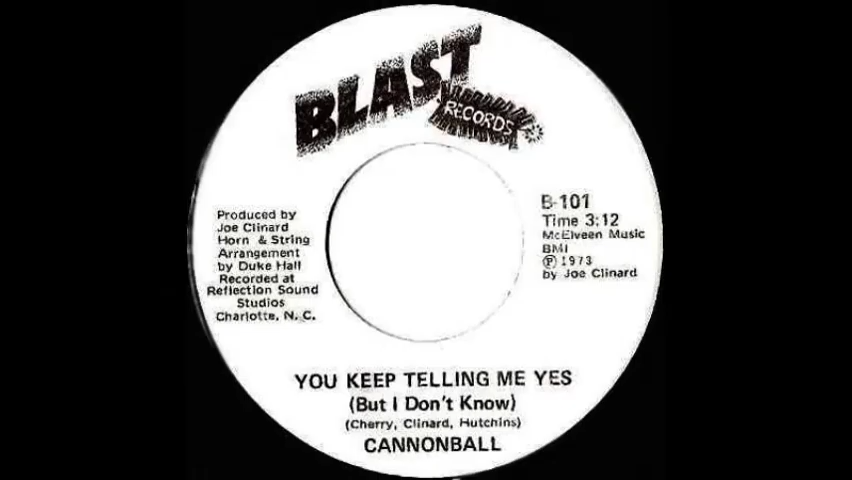 BLAST
RECORDS
Produced by
Joe Clinard
Horn & String
Arrangement
by Duke Hall
Recorded at
Reflection Sound
Studios
Charlotte, N. C.
B-101
Time 3:12
McElveen Music
BMI
Ⓟ 1973
by Joe Clinard
YOU KEEP TELLING ME YES
(But I Don't Know)
(Cherry, Clinard, Hutchins)
CANNONBALL